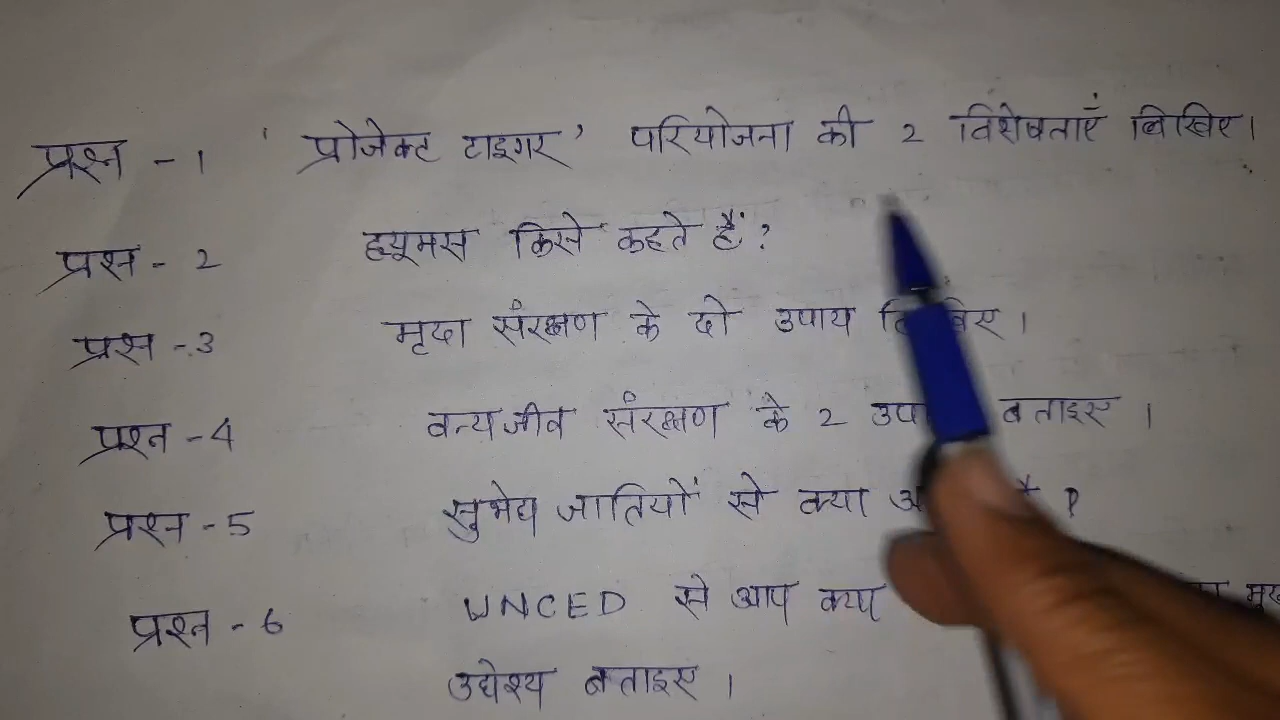 प्रश्न - 1 ' प्रोजेक्ट टाइगर ' परियोजना की 2 विशेषताएं लिखिए।
प्रश्न - 2 ह्यूमस किसे कहते हैं ?
प्रश्न - 3 मृदा संरक्षण के दो उपाय ।
प्रश्न - 4 वन्यजीव संरक्षण के 2 बताइए ।
प्रश्न - 5 सुभेद्य जातियों से क्या ?
प्रश्न - 6 UNCED से आप क्या
उद्येश्य बताइए ।